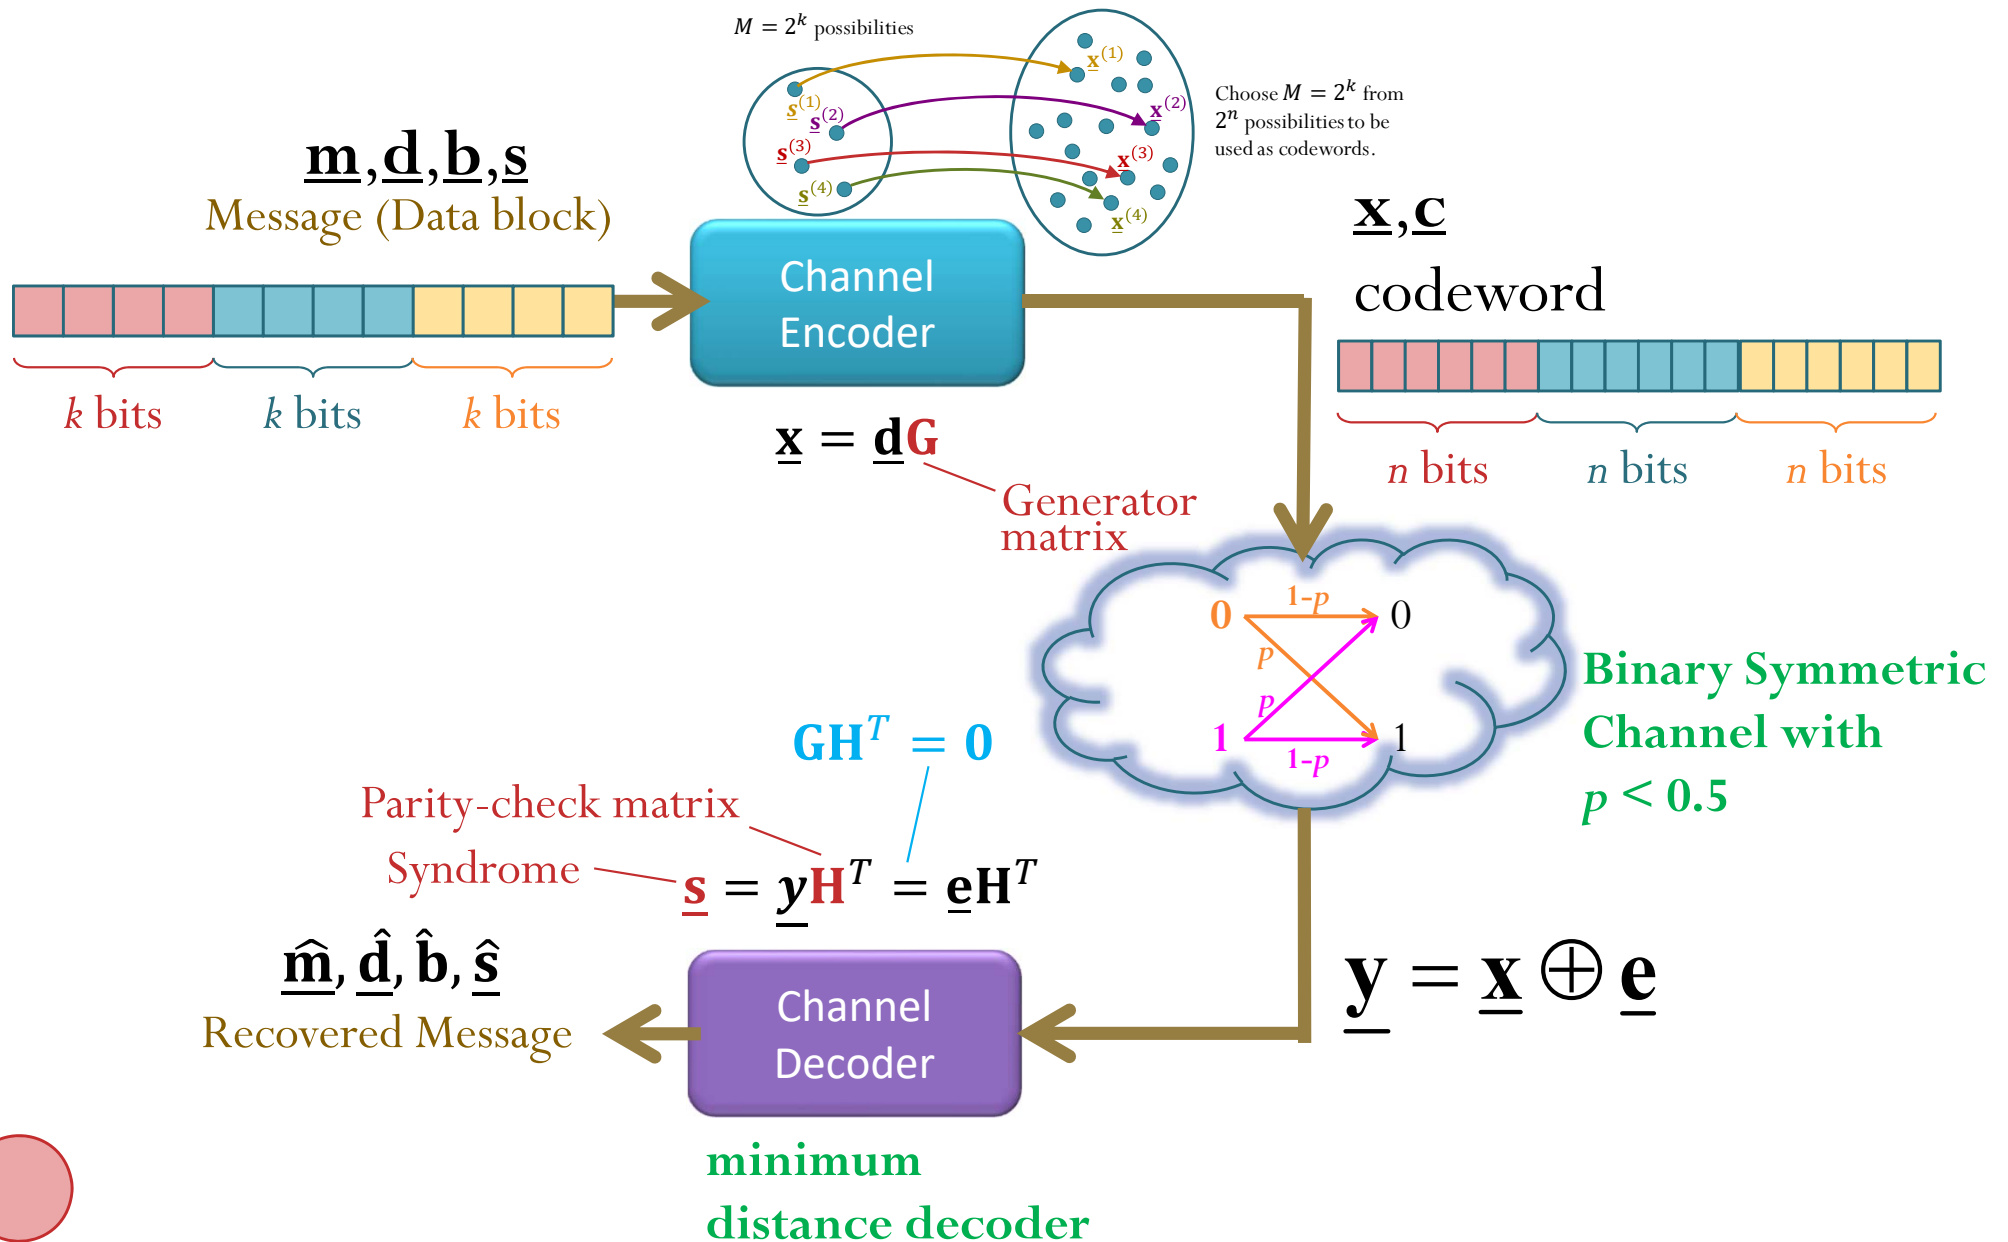 M = 2^k possibilities
s^(1)
s^(2)
s^(3)
s^(4)
x^(1)
x^(2)
x^(3)
x^(4)
Choose M = 2^k from
2^n possibilities to be
used as codewords.
m,d,b,s
Message (Data block)
k bits
k bits
k bits
Channel
Encoder
x = dG
Generator
matrix
x,c
codeword
n bits
n bits
n bits
0
1-p
0
p
p
1
1-p
1
Binary Symmetric
Channel with
p < 0.5
GH^T = 0
Parity-check matrix
Syndrome
s = yH^T = eH^T
m̂, d̂, b̂, ŝ
Recovered Message
Channel
Decoder
y = x ⊕ e
minimum
distance decoder